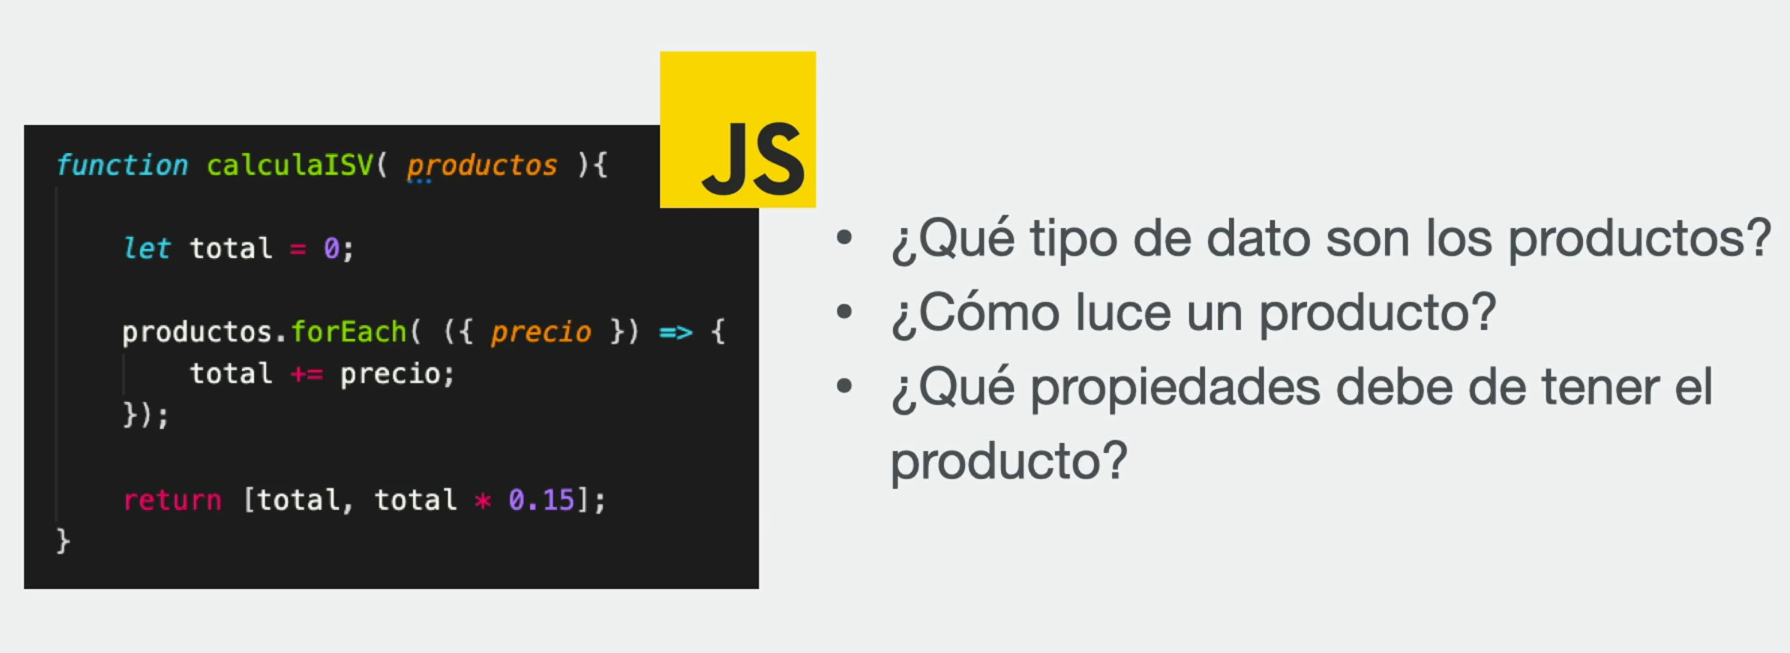 JS
function calculaISV( productos ){
let total = 0;
productos.forEach( ({ precio }) => {
total += precio;
});
return [total, total * 0.15];
}
• ¿Qué tipo de dato son los productos?
• ¿Cómo luce un producto?
• ¿Qué propiedades debe de tener el
producto?